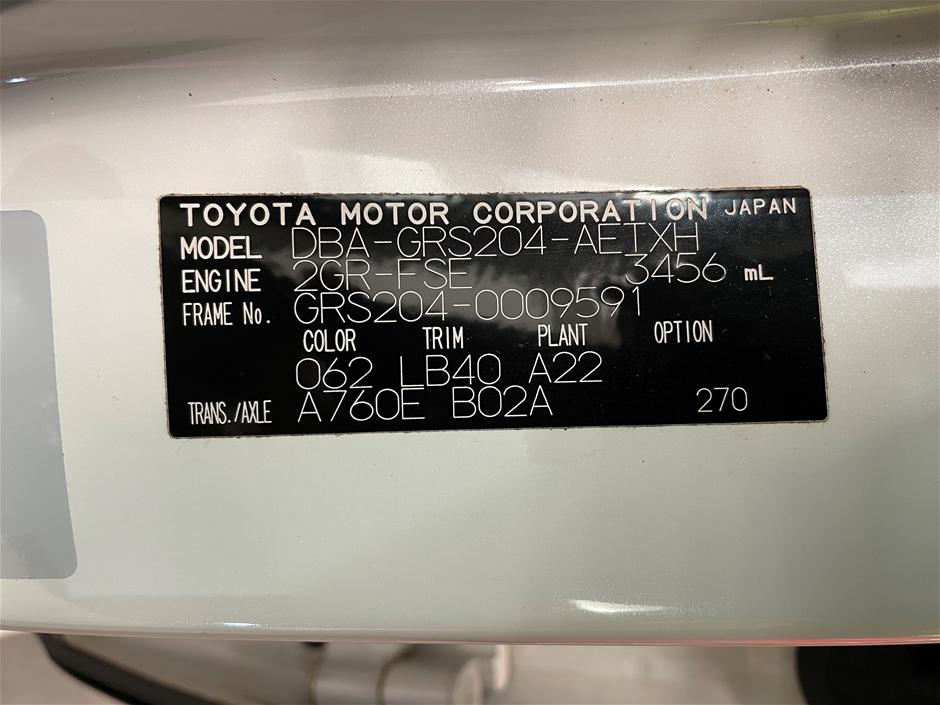 TOYOTA MOTOR CORPORATION JAPAN
MODEL DBA-GRS204-AETXH
ENGINE 2GR-FSE 3456 mL
FRAME No. GRS204-0009591
COLOR TRIM PLANT OPTION
062 LB40 A22
TRANS./AXLE A760E B02A 270